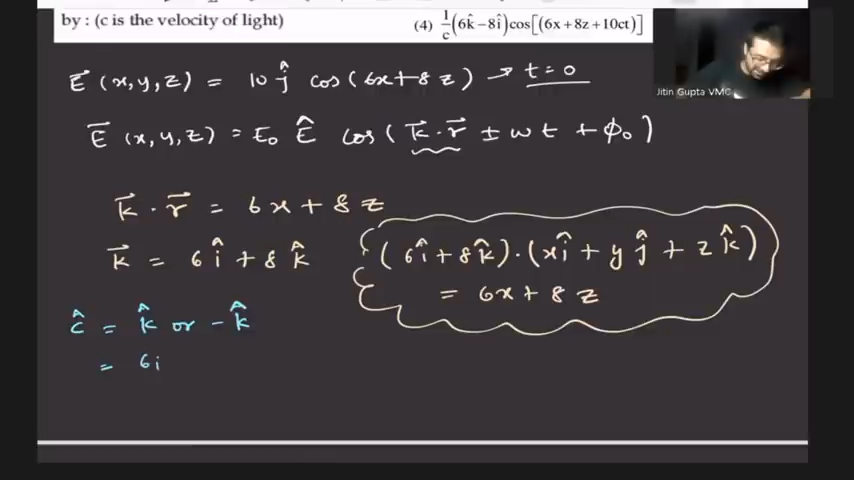 by : (c is the velocity of light)
(4) \frac{1}{c}(6k̂−8î)cos[(6x+8z+10ct)]
Jitin Gupta VMC
E⃗ (x,y,z) = 10 ĵ cos(6x+8z) → t=0
E⃗ (x,y,z) = E₀ Ê cos(k⃗·r⃗ ± ωt + φ₀)
k⃗ · r⃗ = 6x + 8z
k⃗ = 6î + 8k̂
(6î + 8k̂)·(xî + yĵ + zk̂)
= 6x + 8z
ĉ = k̂ or −k̂
= 6i